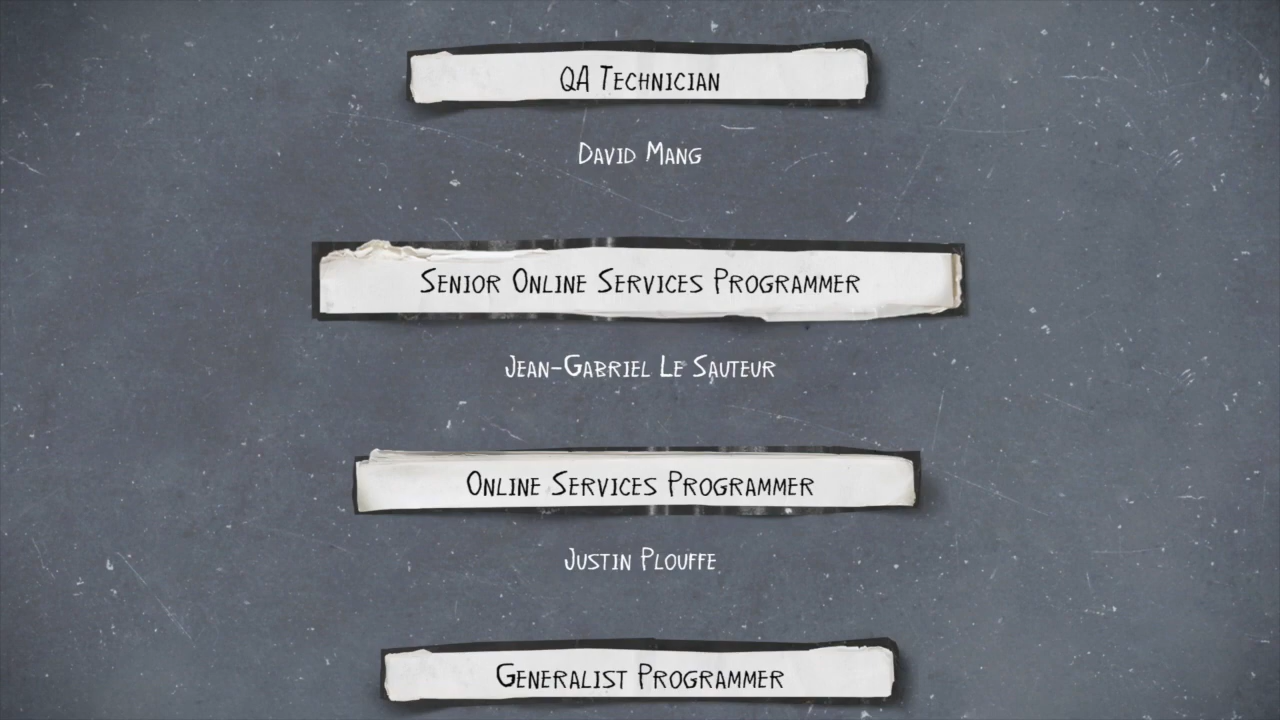 QA Technician
David Mang
Senior Online Services Programmer
Jean-Gabriel Le Sauteur
Online Services Programmer
Justin Plouffe
Generalist Programmer